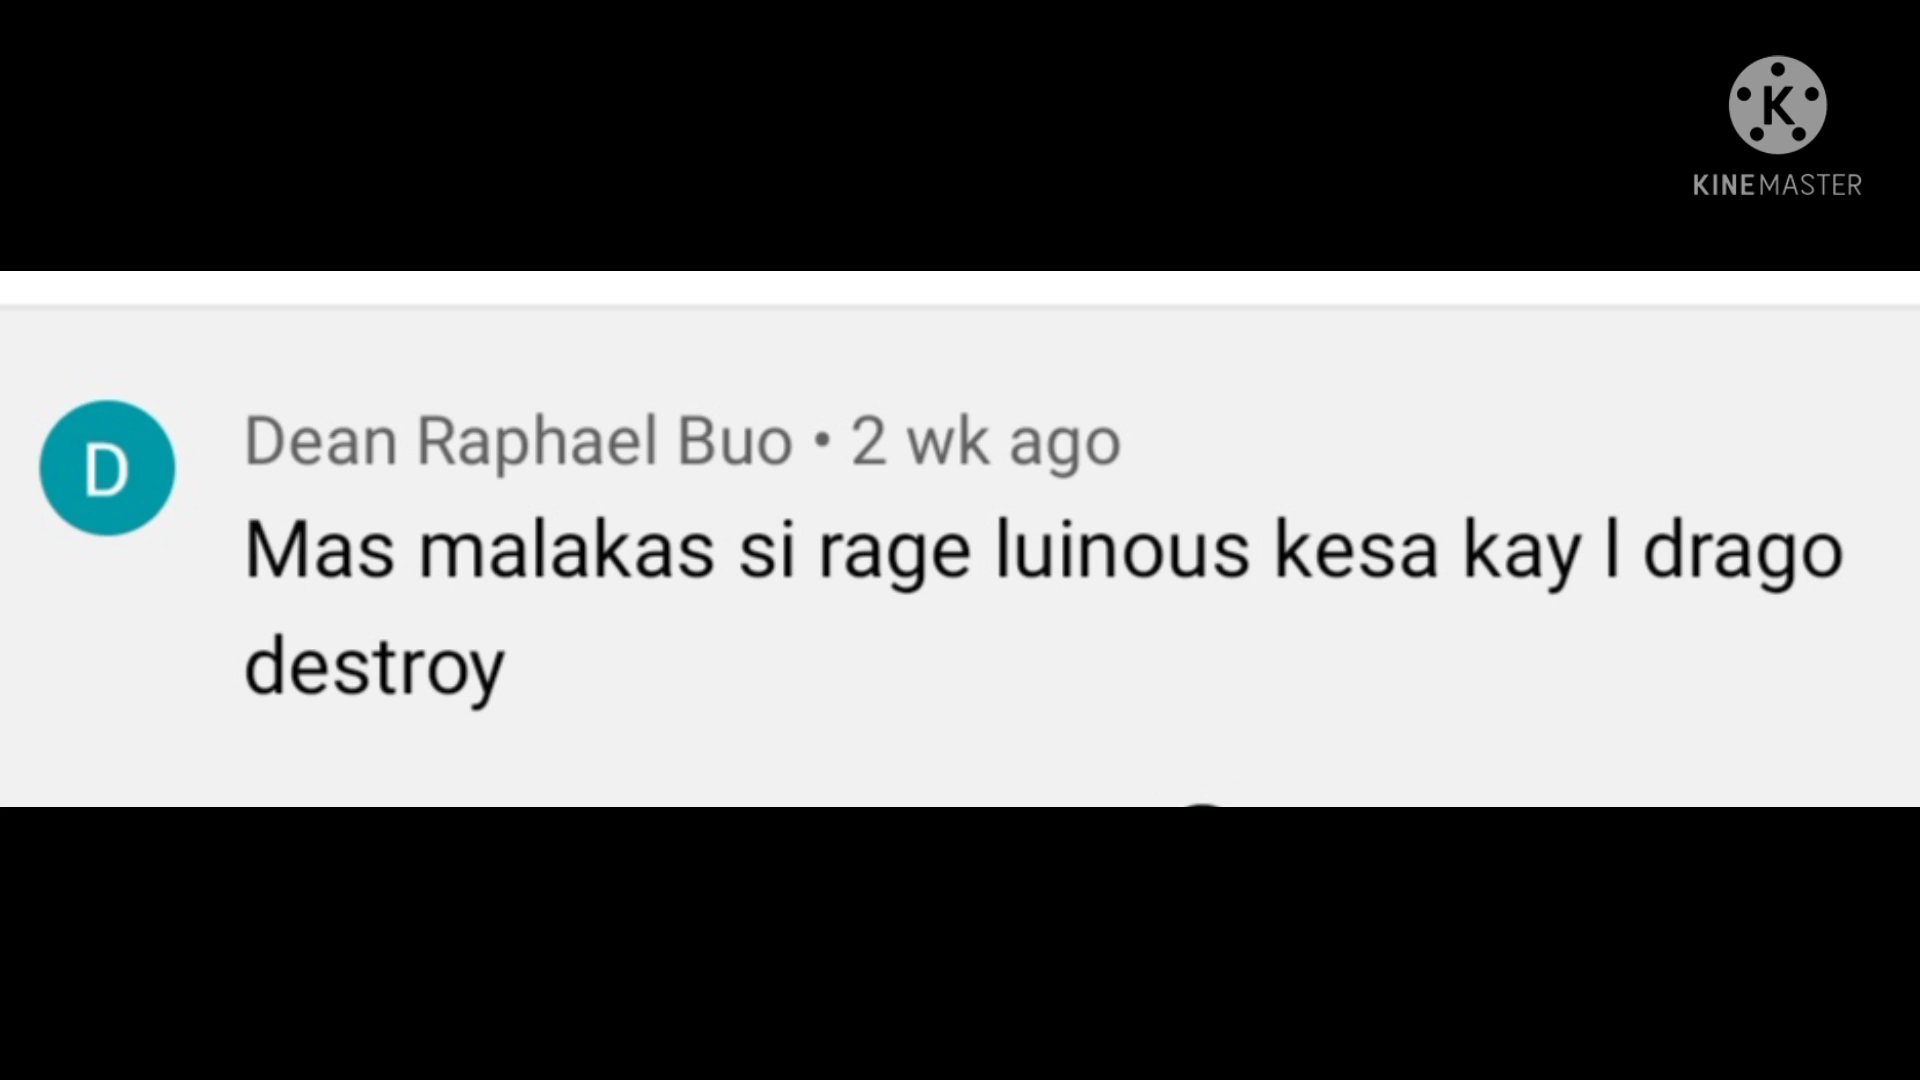 K
KINEMASTER
D
Dean Raphael Buo • 2 wk ago
Mas malakas si rage luinous kesa kay l drago
destroy